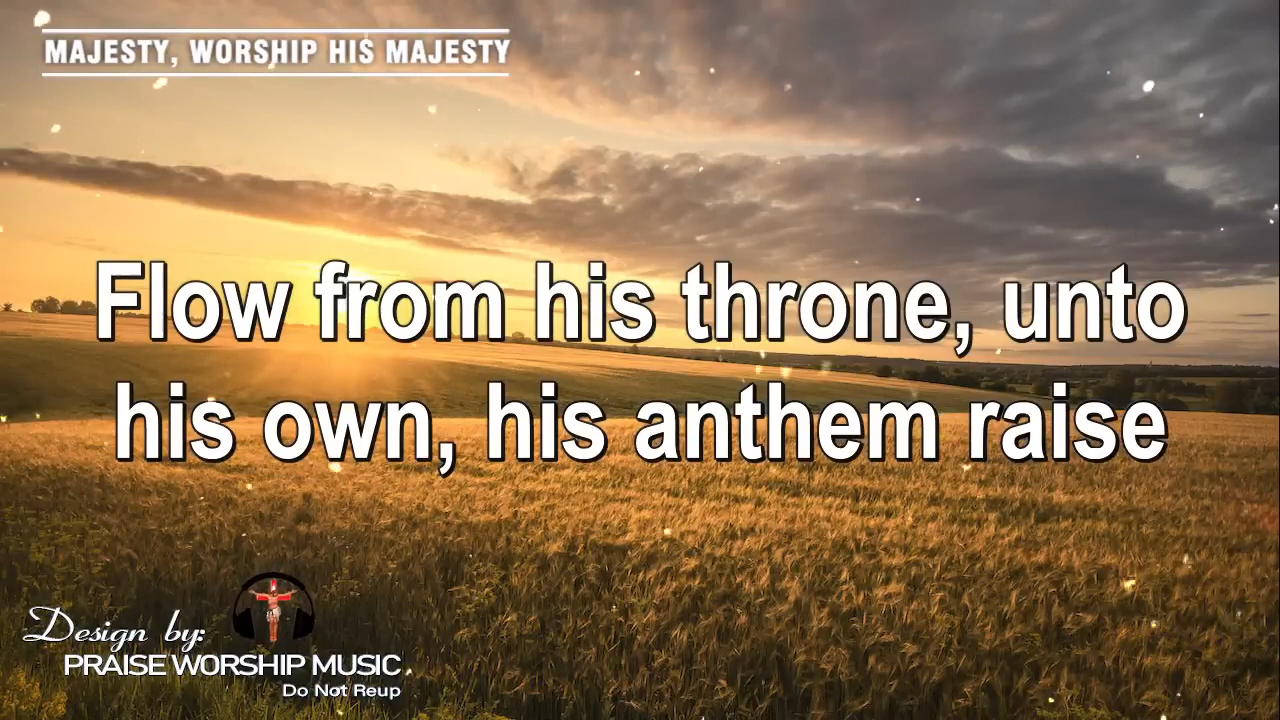 MAJESTY, WORSHIP HIS MAJESTY
Flow from his throne, unto
his own, his anthem raise
Design by:
PRAISE WORSHIP MUSIC
Do Not Reup